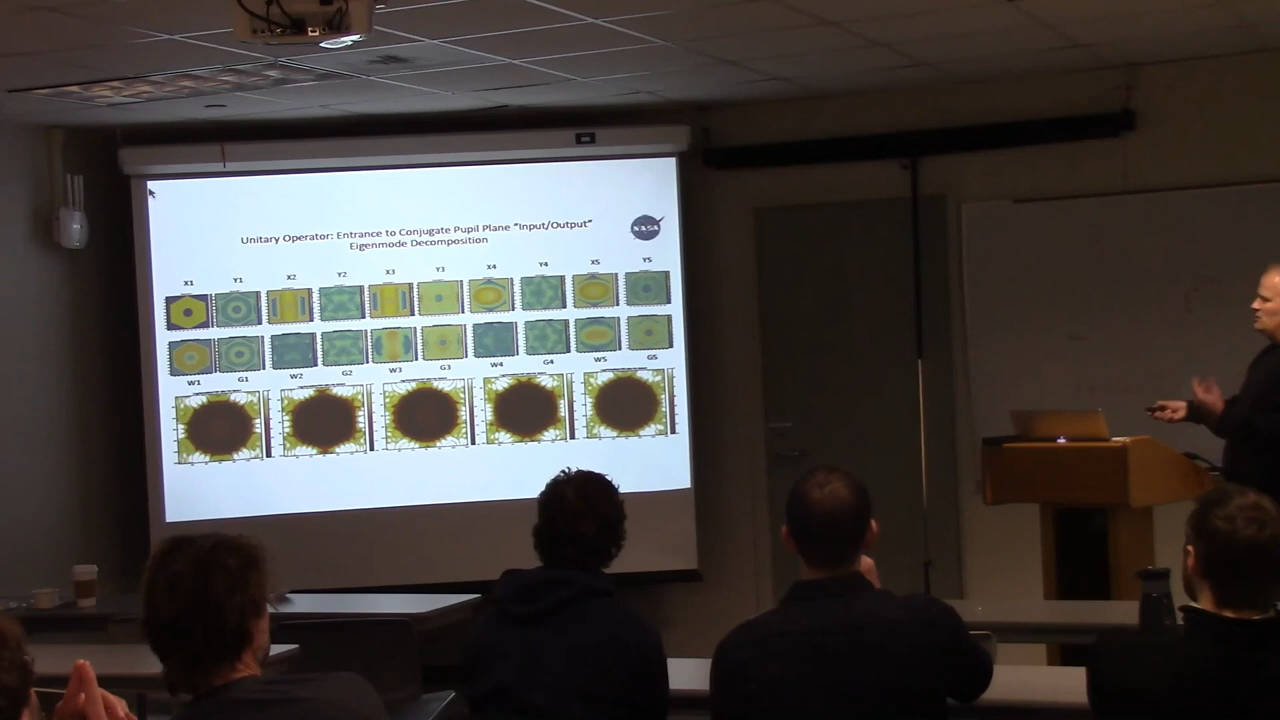 Unitary Operator: Entrance to Conjugate Pupil Plane "Input/Output"
Eigenmode Decomposition
NASA
X1 Y1 X2 Y2 X3 Y3 X4 Y4 X5 Y5
W1 G1 W2 G2 W3 G3 W4 G4 W5 G5